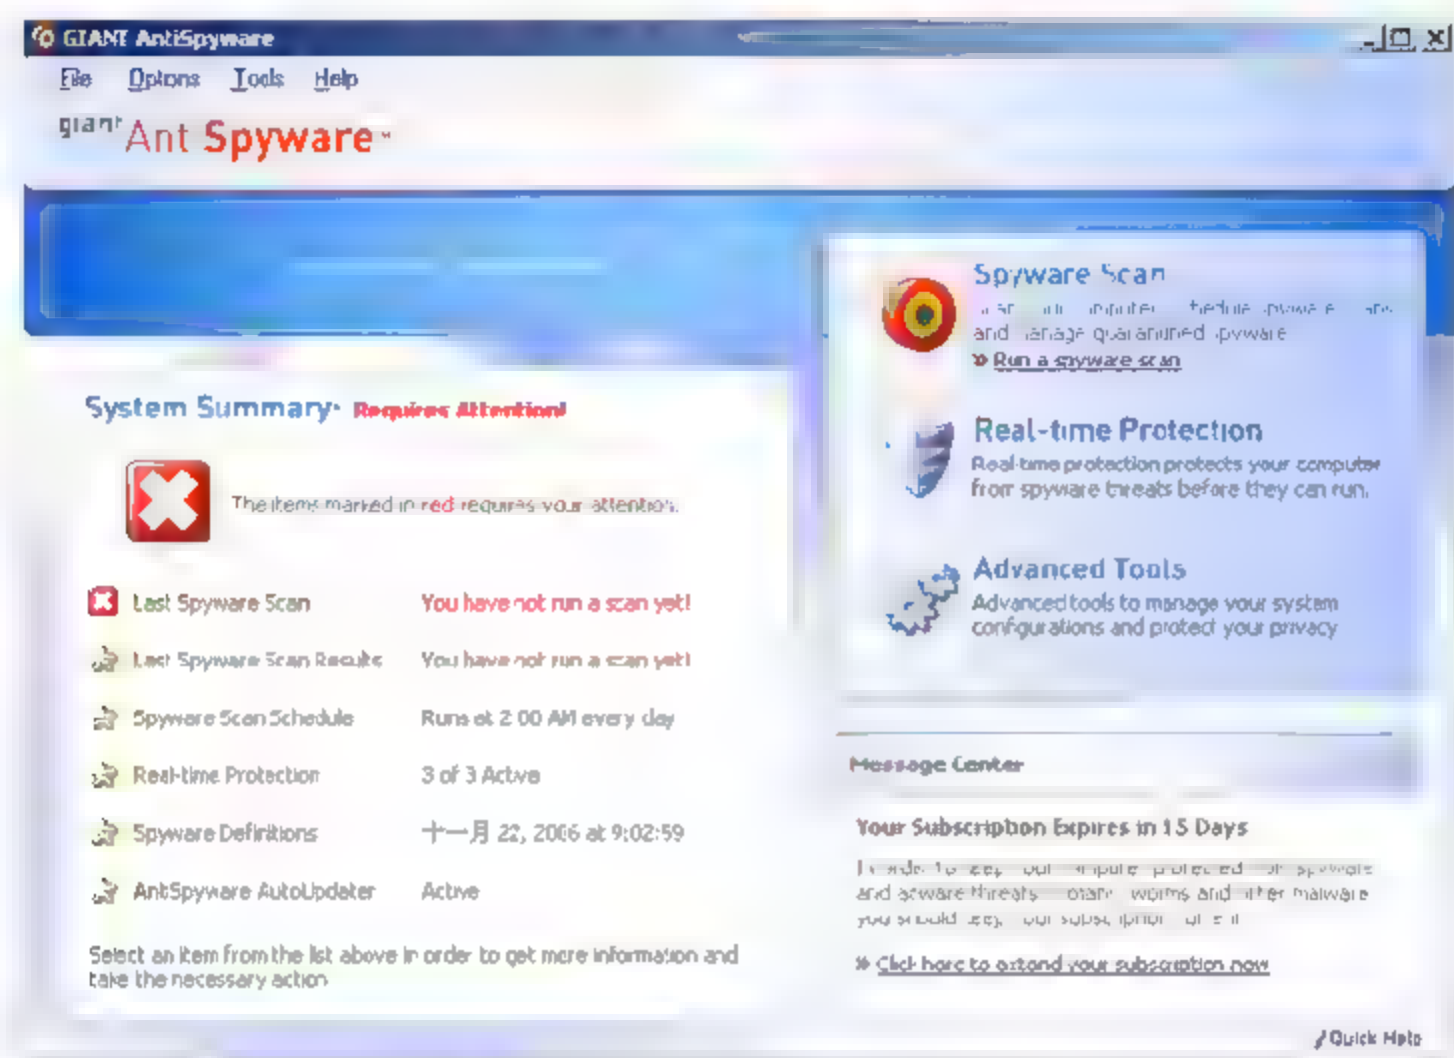 GIANT AntiSpyware
File Options Tools Help
giant Ant Spyware
Spyware Scan
and manage quarantined spyware
» Run a spyware scan
System Summary: Requires Attention!
Real-time Protection
Real-time protection protects your computer
from spyware threats before they can run.
The items marked in red requires your attention.
Advanced Tools
Advanced tools to manage your system
configurations and protect your privacy
Last Spyware Scan You have not run a scan yet!
Last Spyware Scan Results You have not run a scan yet!
Spyware Scan Schedule Runs at 2:00 AM every day
Real-time Protection 3 of 3 Active
Spyware Definitions 十一月 22, 2006 at 9:02:59
AntiSpyware AutoUpdater Active
Select an item from the list above in order to get more information and
take the necessary action
Message Center
Your Subscription Expires in 15 Days
and adware threats worms and other malware
you should
» Click here to extend your subscription now
Quick Help